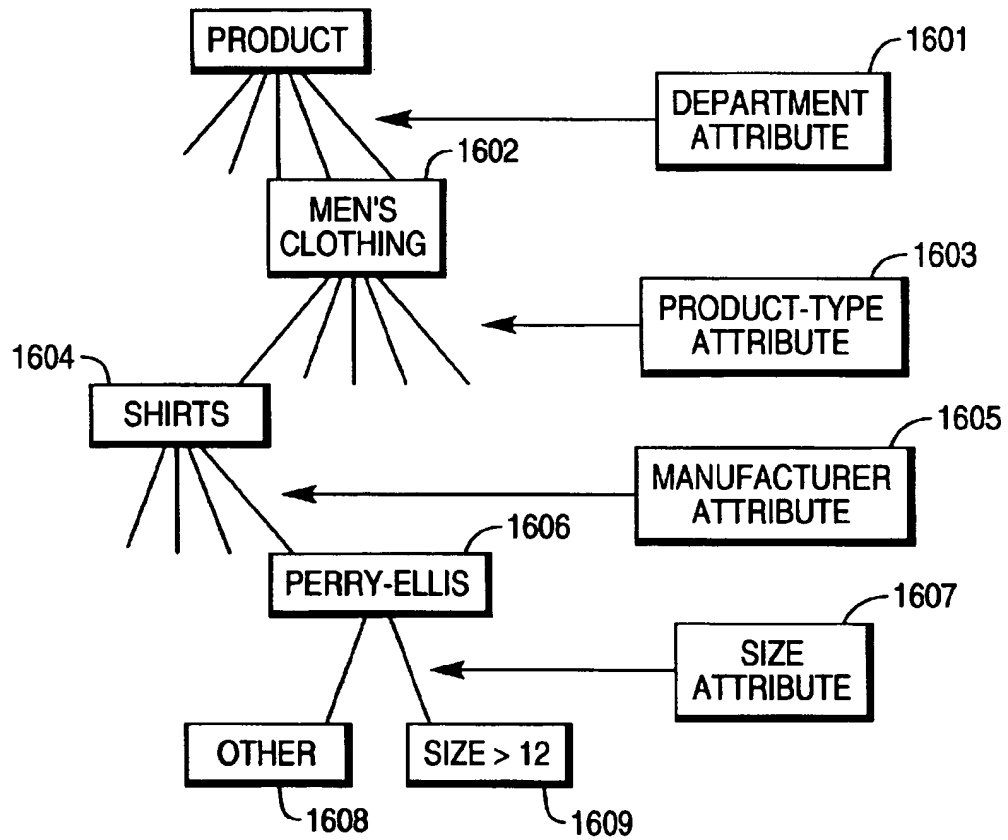 PRODUCT
1601
DEPARTMENT
ATTRIBUTE
1602
MEN'S
CLOTHING
1603
PRODUCT-TYPE
ATTRIBUTE
1604
SHIRTS
1605
MANUFACTURER
ATTRIBUTE
1606
PERRY-ELLIS
1607
SIZE
ATTRIBUTE
OTHER
SIZE > 12
1608
1609